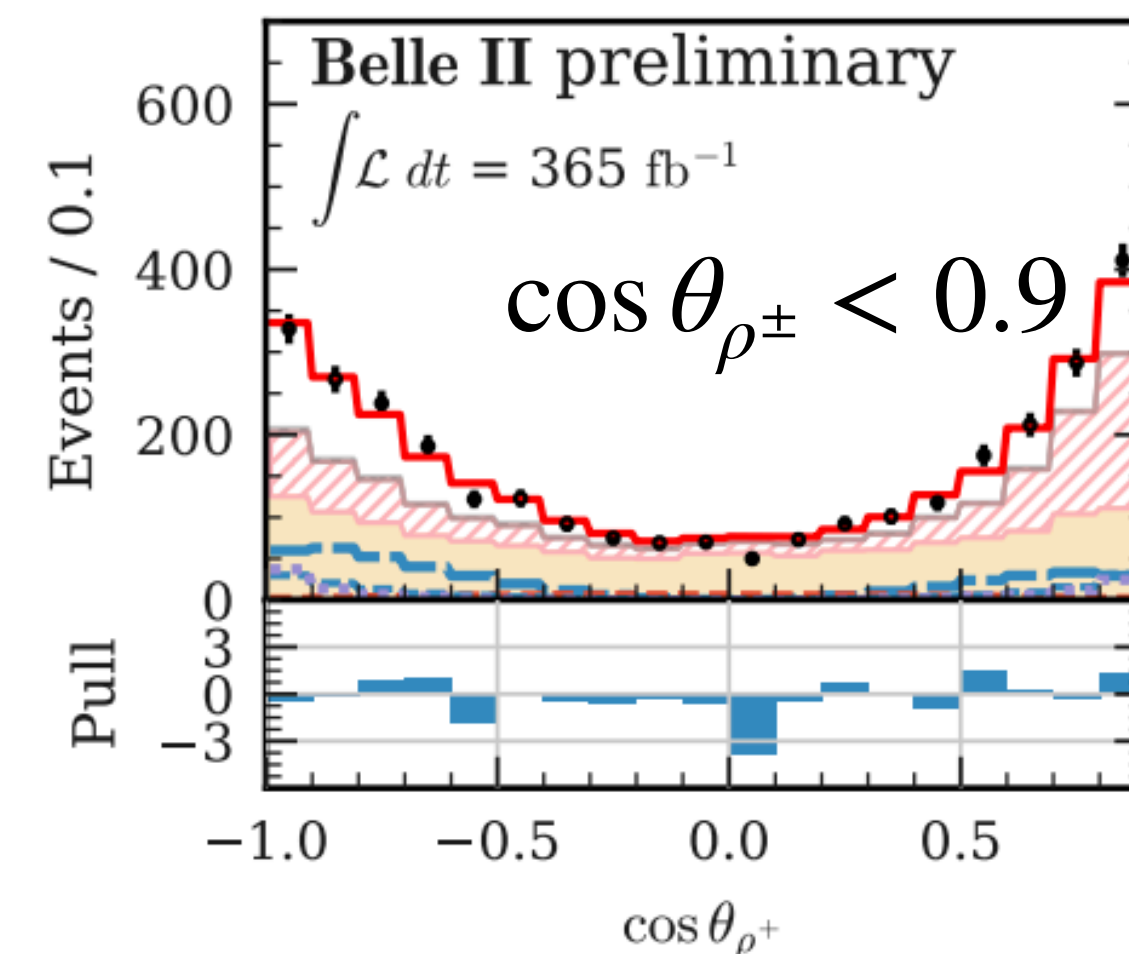 Belle II preliminary
∫ℒ dt = 365 fb⁻¹
cos θ_ρ± < 0.9
Events / 0.1
600
400
200
0
Pull
3
0
−3
−1.0 −0.5 0.0 0.5
cos θ_ρ⁺